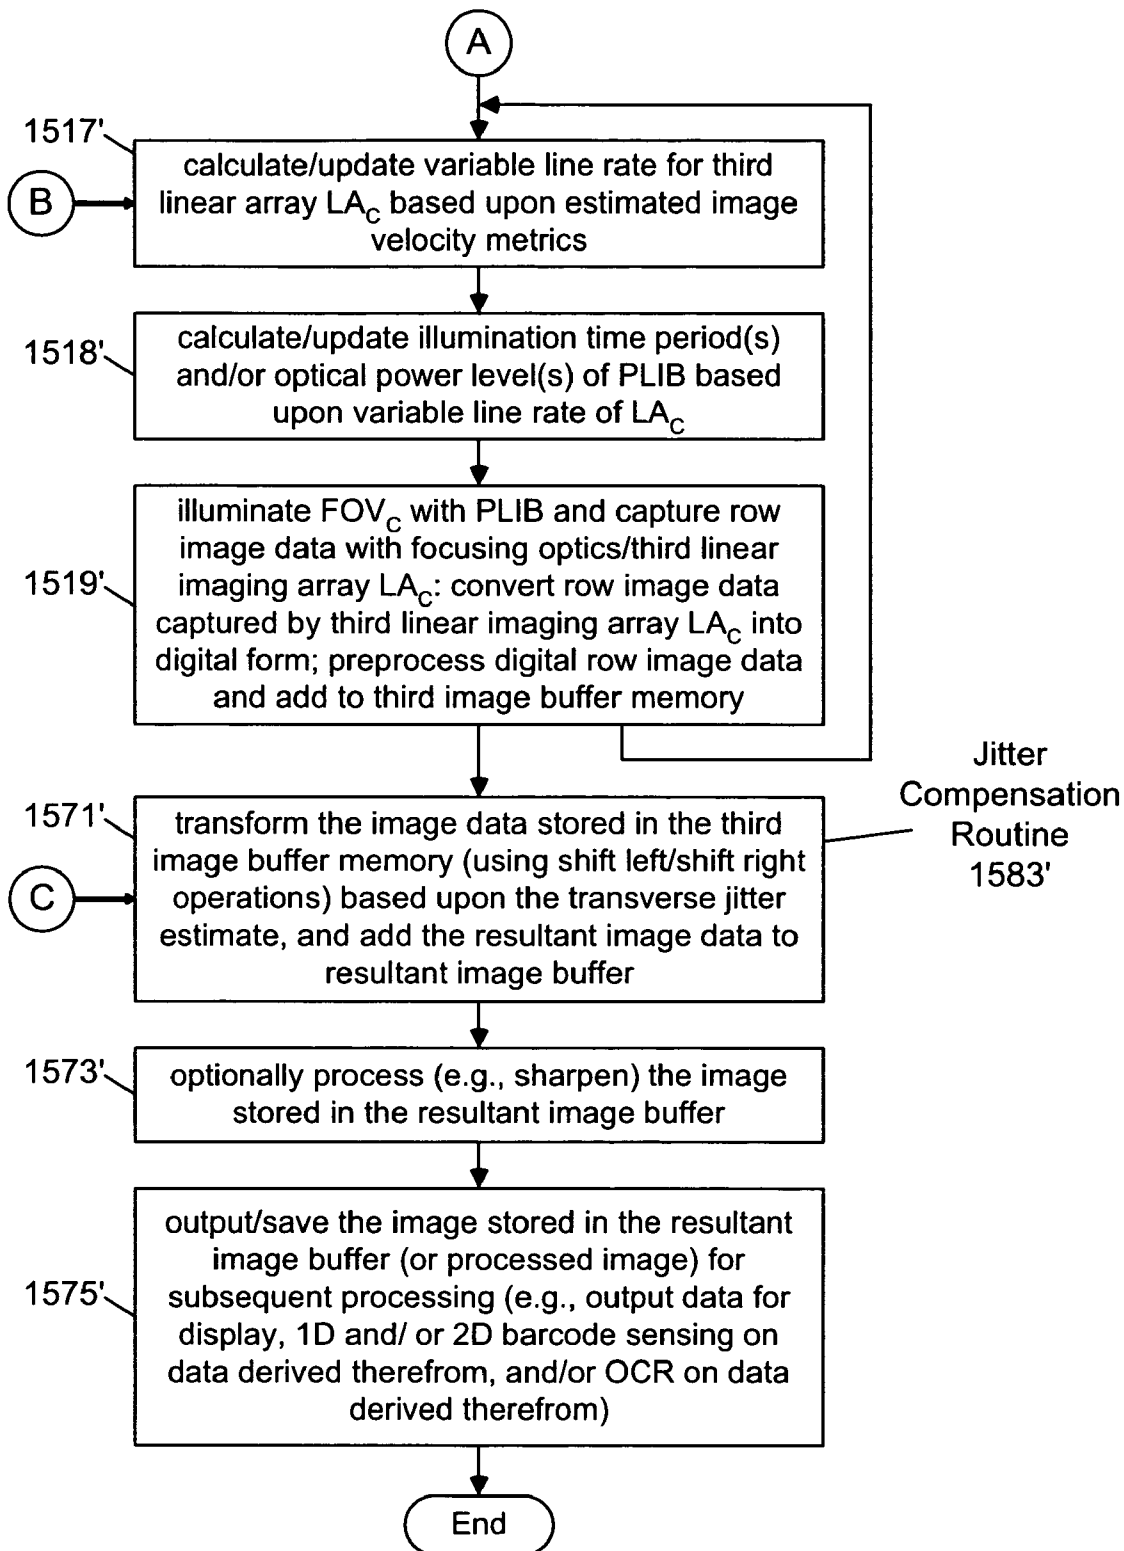 A
1517'
calculate/update variable line rate for third
linear array LAC based upon estimated image
velocity metrics
B
1518'
calculate/update illumination time period(s)
and/or optical power level(s) of PLIB based
upon variable line rate of LAC
1519'
illuminate FOVC with PLIB and capture row
image data with focusing optics/third linear
imaging array LAC: convert row image data
captured by third linear imaging array LAC into
digital form; preprocess digital row image data
and add to third image buffer memory
Jitter
Compensation
Routine
1583'
1571'
transform the image data stored in the third
image buffer memory (using shift left/shift right
operations) based upon the transverse jitter
estimate, and add the resultant image data to
resultant image buffer
C
1573'
optionally process (e.g., sharpen) the image
stored in the resultant image buffer
1575'
output/save the image stored in the resultant
image buffer (or processed image) for
subsequent processing (e.g., output data for
display, 1D and/ or 2D barcode sensing on
data derived therefrom, and/or OCR on data
derived therefrom)
End